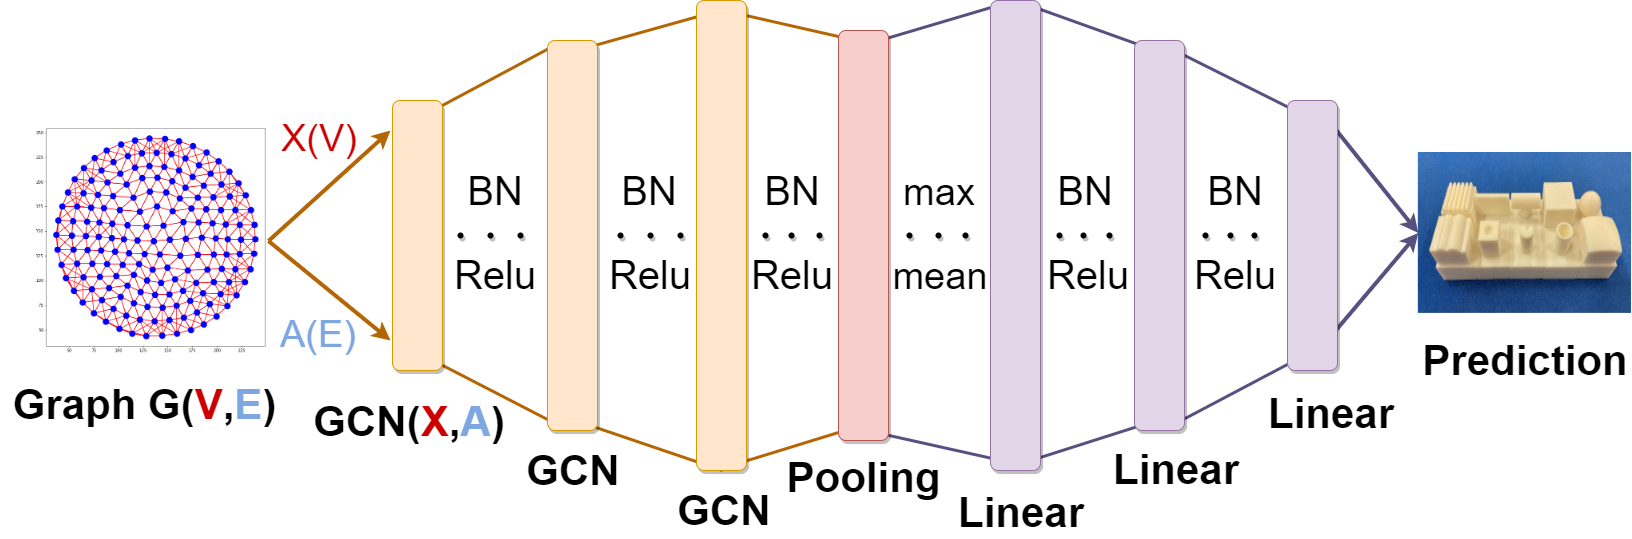 X(V)
A(E)
Graph G(V,E)
GCN(X,A)
BN
Relu
GCN
BN
Relu
GCN
BN
Relu
Pooling
max
mean
Linear
BN
Relu
Linear
BN
Relu
Linear
Prediction